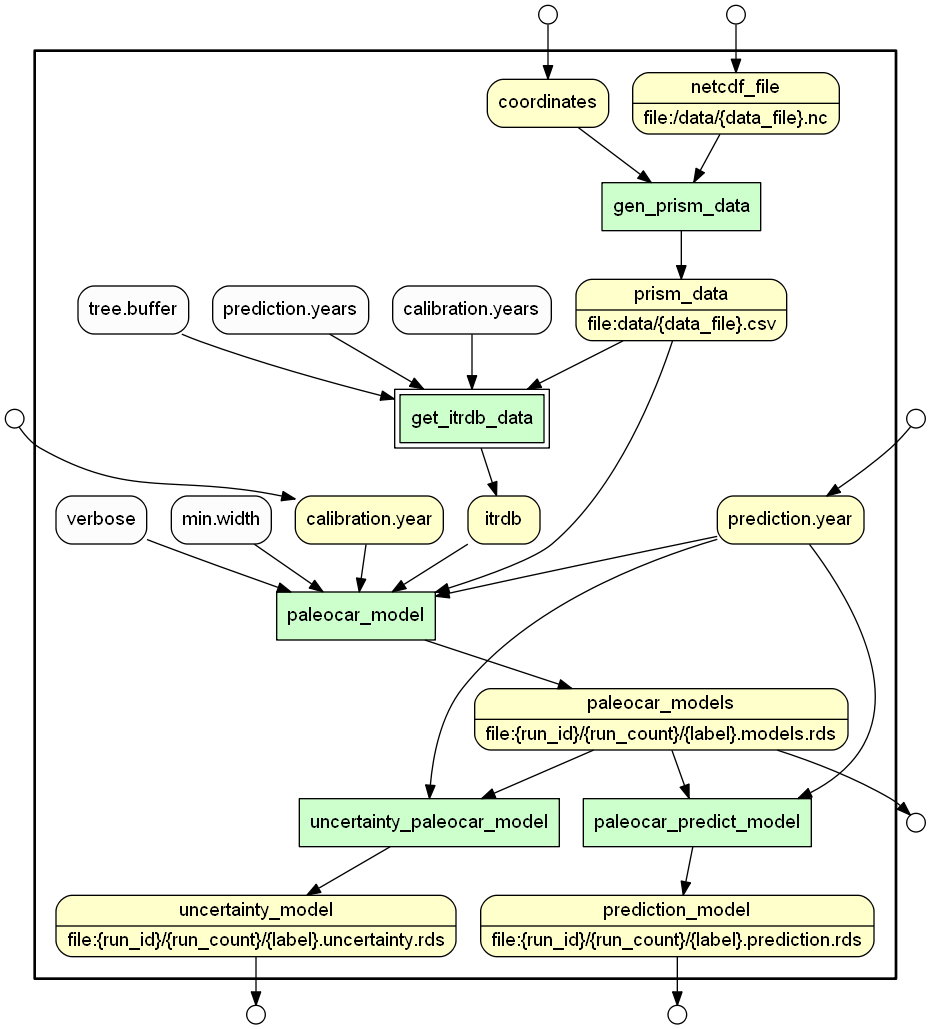 coordinates
netcdf_file
file:/data/{data_file}.nc
gen_prism_data
prism_data
file:data/{data_file}.csv
tree.buffer
prediction.years
calibration.years
get_itrdb_data
verbose
min.width
calibration.year
itrdb
prediction.year
paleocar_model
paleocar_models
file:{run_id}/{run_count}/{label}.models.rds
uncertainty_paleocar_model
paleocar_predict_model
uncertainty_model
file:{run_id}/{run_count}/{label}.uncertainty.rds
prediction_model
file:{run_id}/{run_count}/{label}.prediction.rds